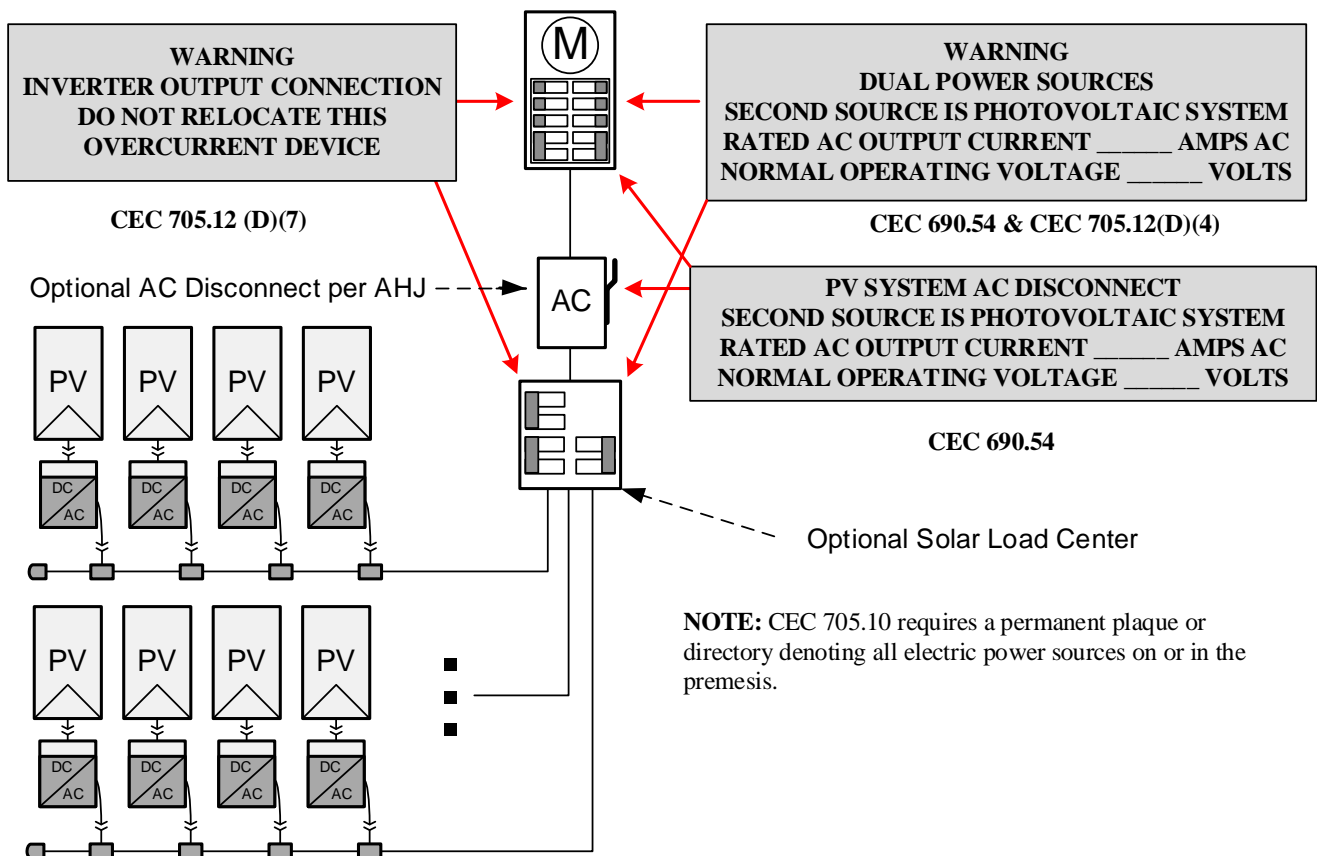 WARNING
INVERTER OUTPUT CONNECTION
DO NOT RELOCATE THIS
OVERCURRENT DEVICE
CEC 705.12 (D)(7)
M
WARNING
DUAL POWER SOURCES
SECOND SOURCE IS PHOTOVOLTAIC SYSTEM
RATED AC OUTPUT CURRENT ______ AMPS AC
NORMAL OPERATING VOLTAGE ______ VOLTS
CEC 690.54 & CEC 705.12(D)(4)
Optional AC Disconnect per AHJ
AC
PV SYSTEM AC DISCONNECT
SECOND SOURCE IS PHOTOVOLTAIC SYSTEM
RATED AC OUTPUT CURRENT ______ AMPS AC
NORMAL OPERATING VOLTAGE ______ VOLTS
CEC 690.54
PV PV PV PV
DC DC DC DC
AC AC AC AC
Optional Solar Load Center
NOTE: CEC 705.10 requires a permanent plaque or
directory denoting all electric power sources on or in the
premesis.
PV PV PV PV
DC DC DC DC
AC AC AC AC